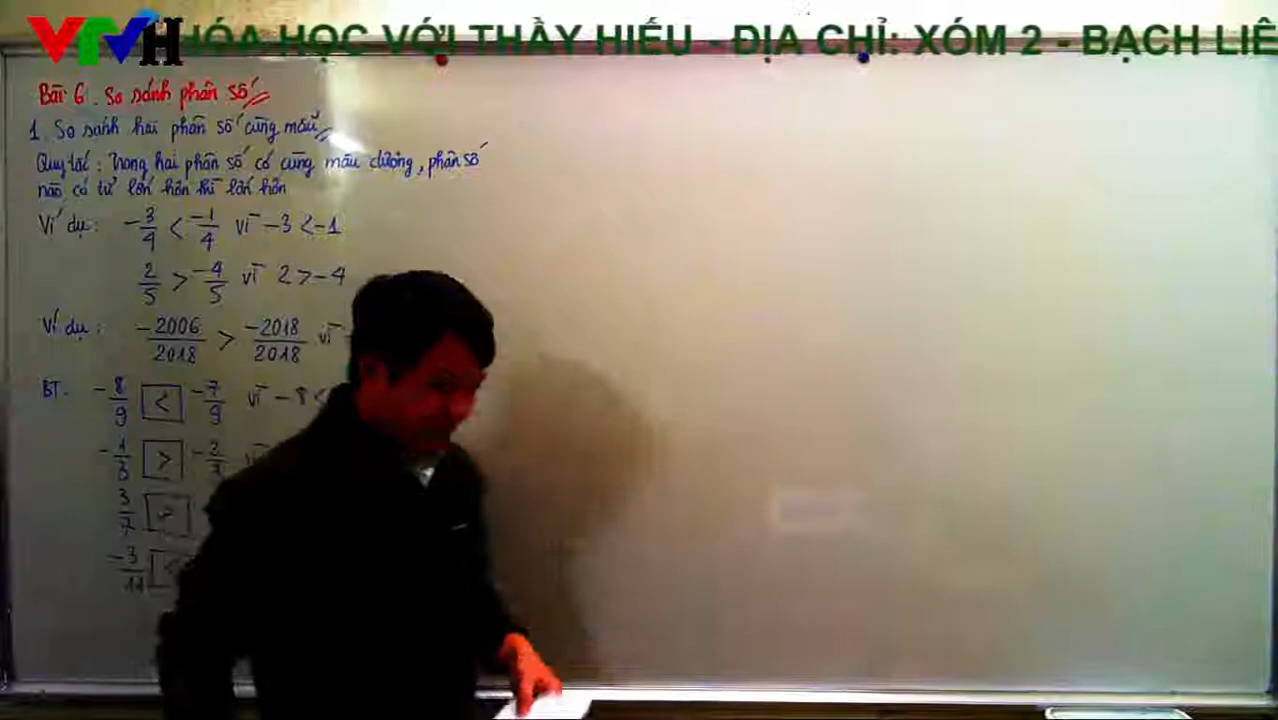 VTVH
HÓA HỌC VỚI THẦY HIẾU - ĐỊA CHỈ: XÓM 2 - BẠCH LIÊ
Bài 6. So sánh phân số
1. So sánh hai phân số cùng mẫu
Quy tắc: Trong hai phân số có cùng mẫu dương, phân số
nào có tử lớn hơn thì lớn hơn
Ví dụ: -3/4 < -1/4 vì -3 < -1
2/5 > -4/5 vì 2 > -4
Ví dụ: -2006/2018 > -2018/2018 vì -
BT. -8/9 < -7/9 vì -8 <
-1/3 > -2/3 vì
3/7
-3/11 <